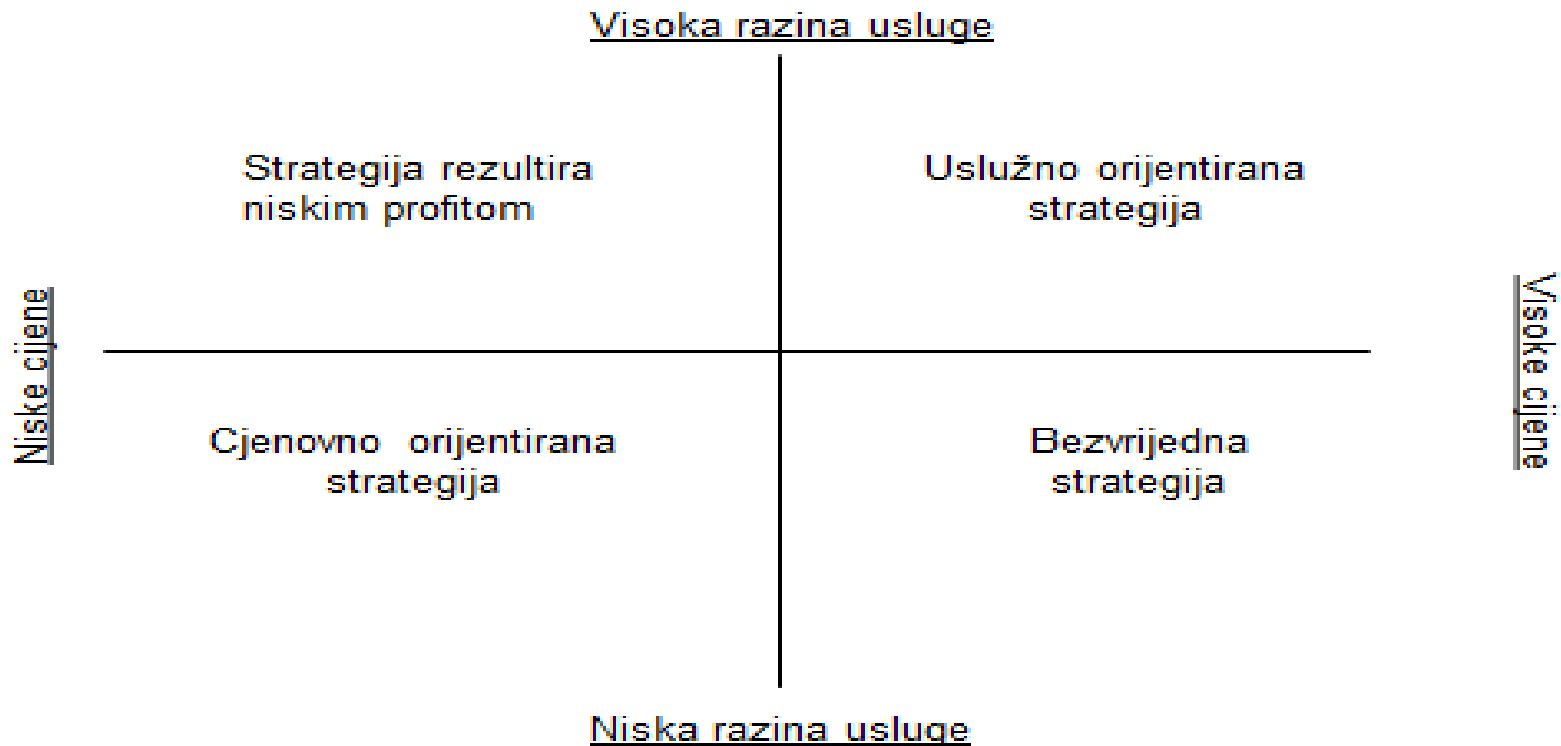 Visoka razina usluge
Strategija rezultira
niskim profitom
Uslužno orijentirana
strategija
Niske cijene
Visoke cijene
Cjenovno orijentirana
strategija
Bezvrijedna
strategija
Niska razina usluge